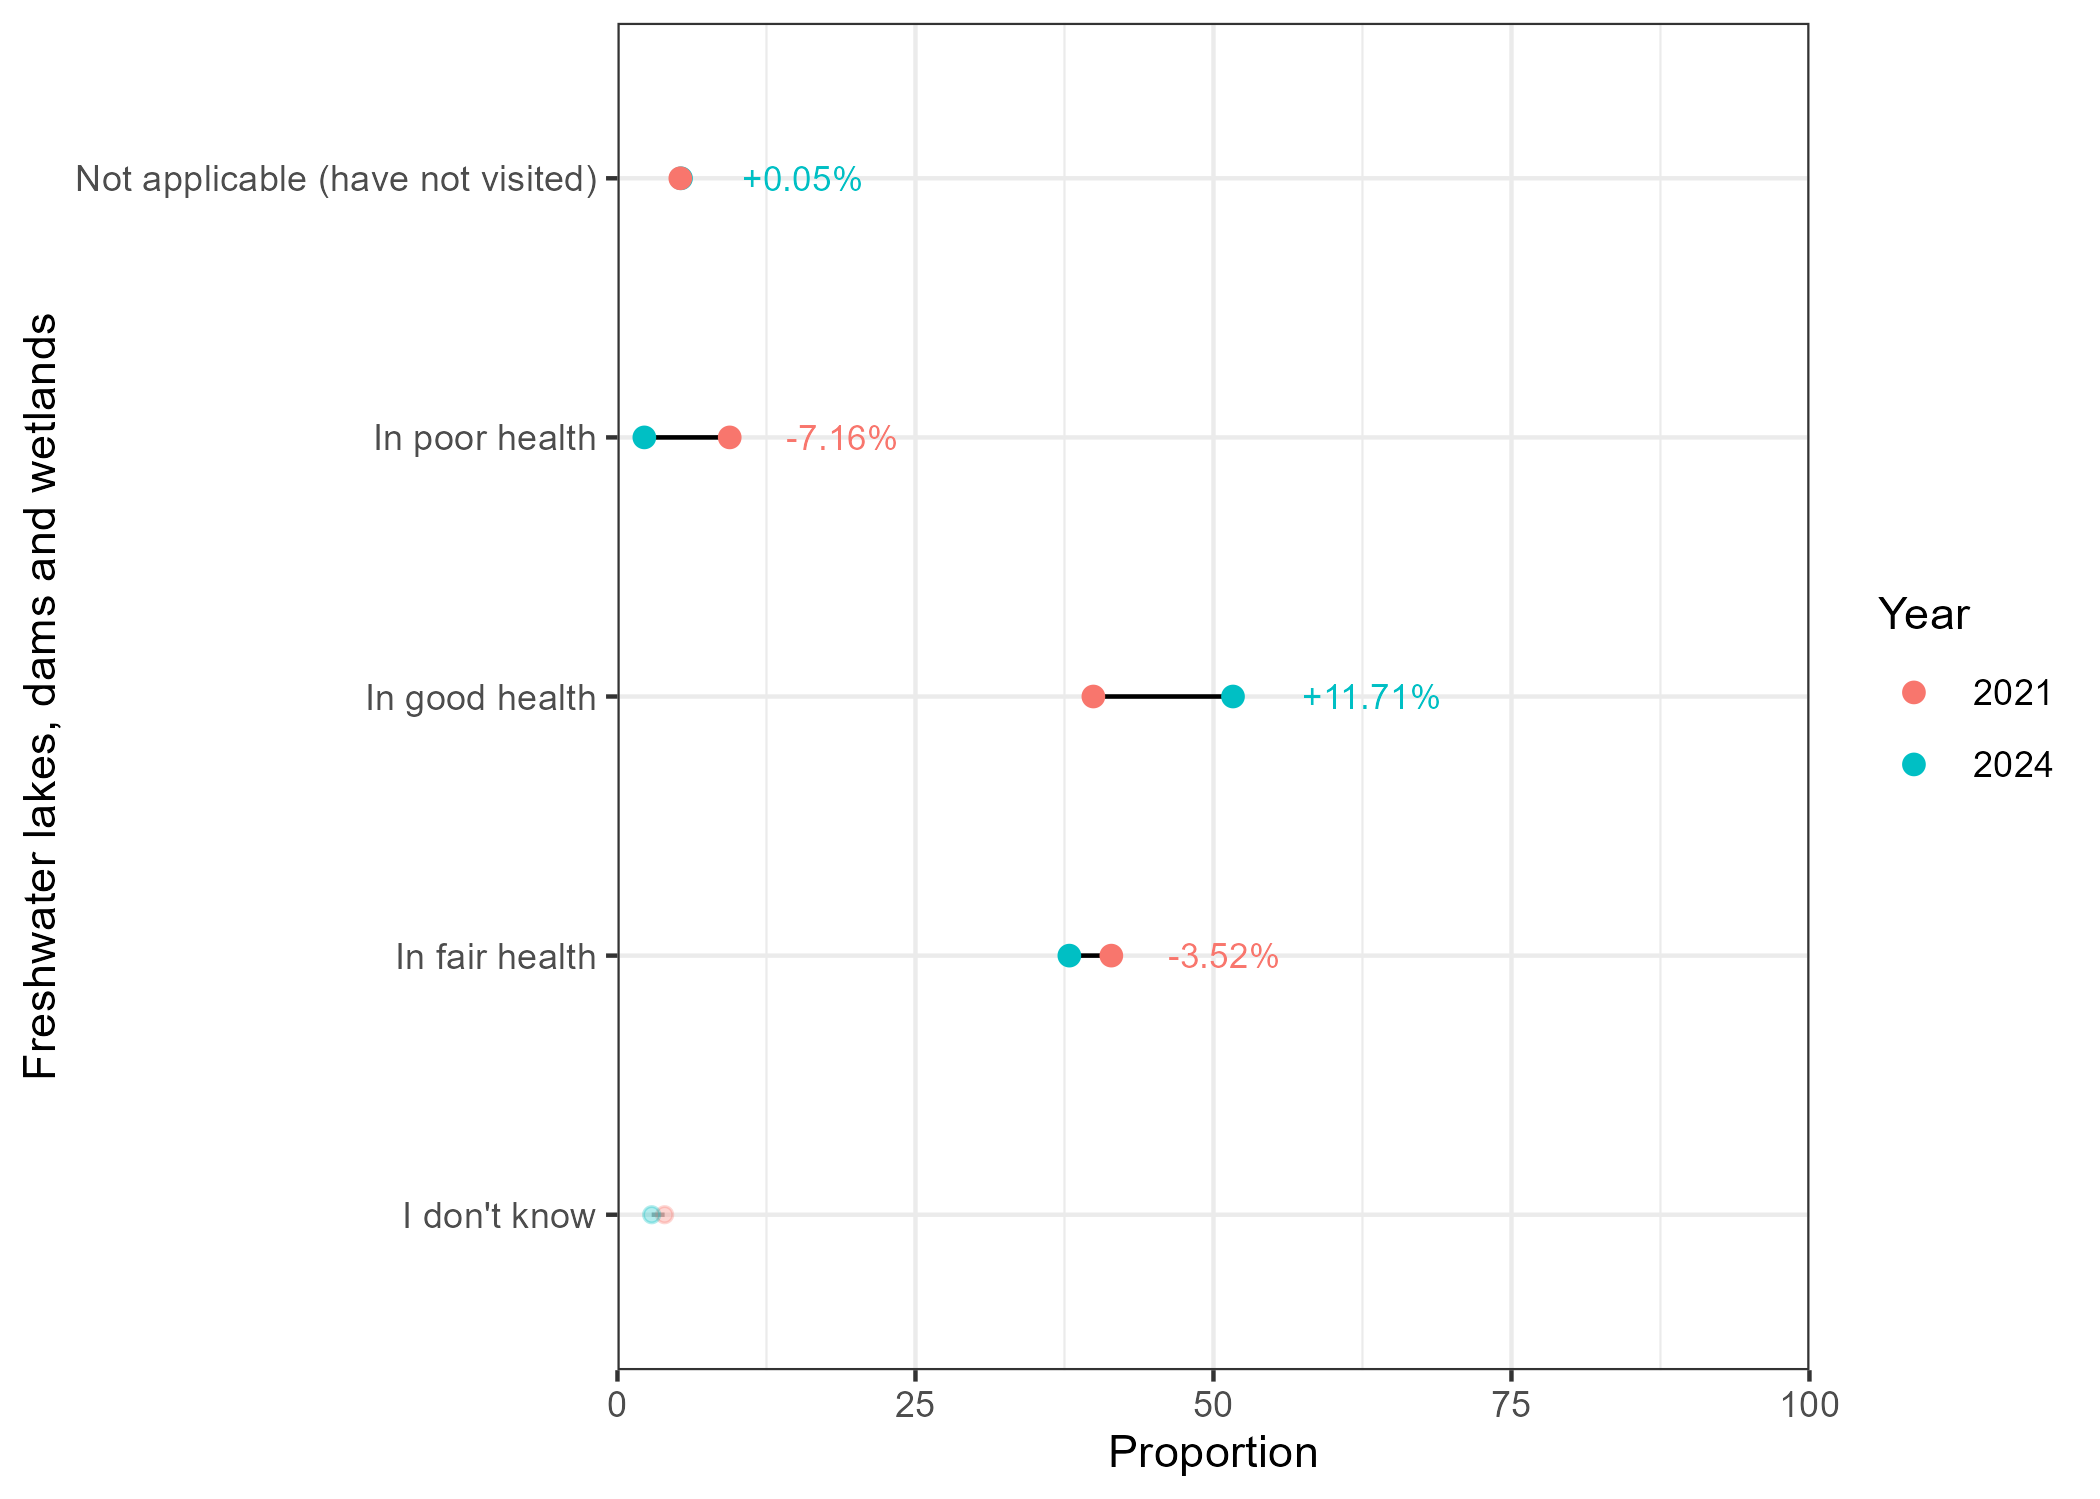 Freshwater lakes, dams and wetlands
Not applicable (have not visited)
+0.05%
In poor health
-7.16%
In good health
+11.71%
In fair health
-3.52%
I don't know
0
25
50
75
100
Proportion
Year
2021
2024